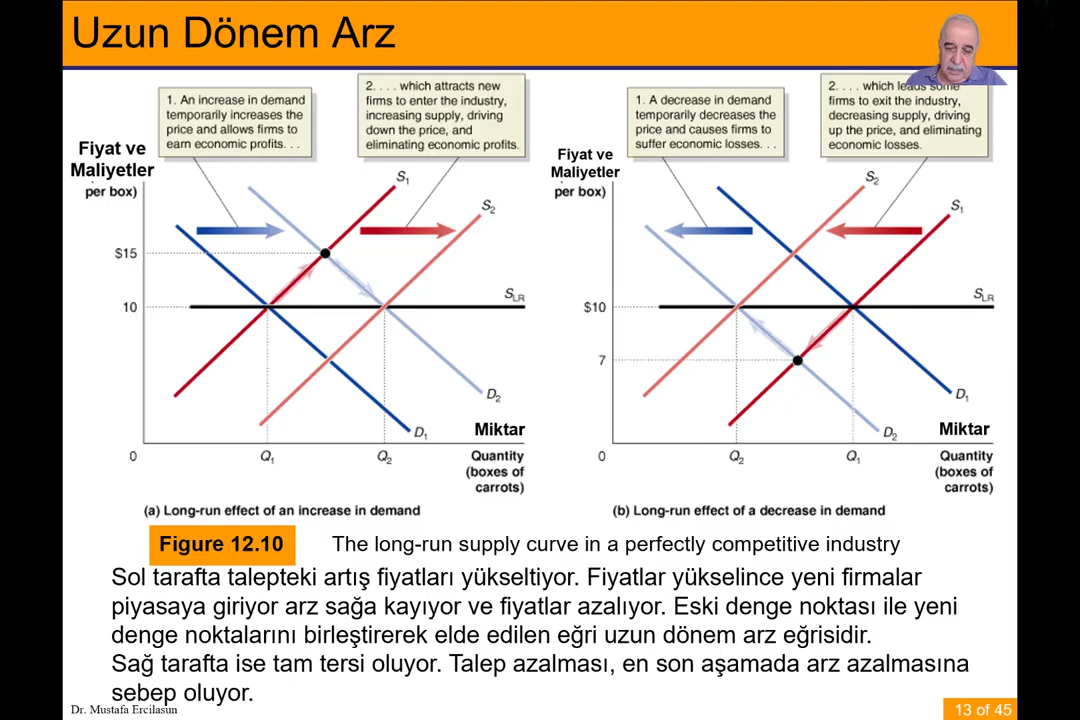 Uzun Dönem Arz
1. An increase in demand
temporarily increases the
price and allows firms to
earn economic profits. . .
2. . . . which attracts new
firms to enter the industry,
increasing supply, driving
down the price, and
eliminating economic profits.
Fiyat ve
Maliyetler
per box)
S1
S2
$15
10
SLR
D2
D1
Miktar
0
Q1
Q2
Quantity
(boxes of
carrots)
(a) Long-run effect of an increase in demand
1. A decrease in demand
temporarily decreases the
price and causes firms to
suffer economic losses. . .
2. . . . which leads some
firms to exit the industry,
decreasing supply, driving
up the price, and eliminating
economic losses.
Fiyat ve
Maliyetler
per box)
S2
S1
$10
7
SLR
D1
D2
Miktar
0
Q2
Q1
Quantity
(boxes of
carrots)
(b) Long-run effect of a decrease in demand
Figure 12.10 The long-run supply curve in a perfectly competitive industry
Sol tarafta talepteki artış fiyatları yükseltiyor. Fiyatlar yükselince yeni firmalar
piyasaya giriyor arz sağa kayıyor ve fiyatlar azalıyor. Eski denge noktası ile yeni
denge noktalarını birleştirerek elde edilen eğri uzun dönem arz eğrisidir.
Sağ tarafta ise tam tersi oluyor. Talep azalması, en son aşamada arz azalmasına
sebep oluyor.
Dr. Mustafa Ercilasun
13 of 45